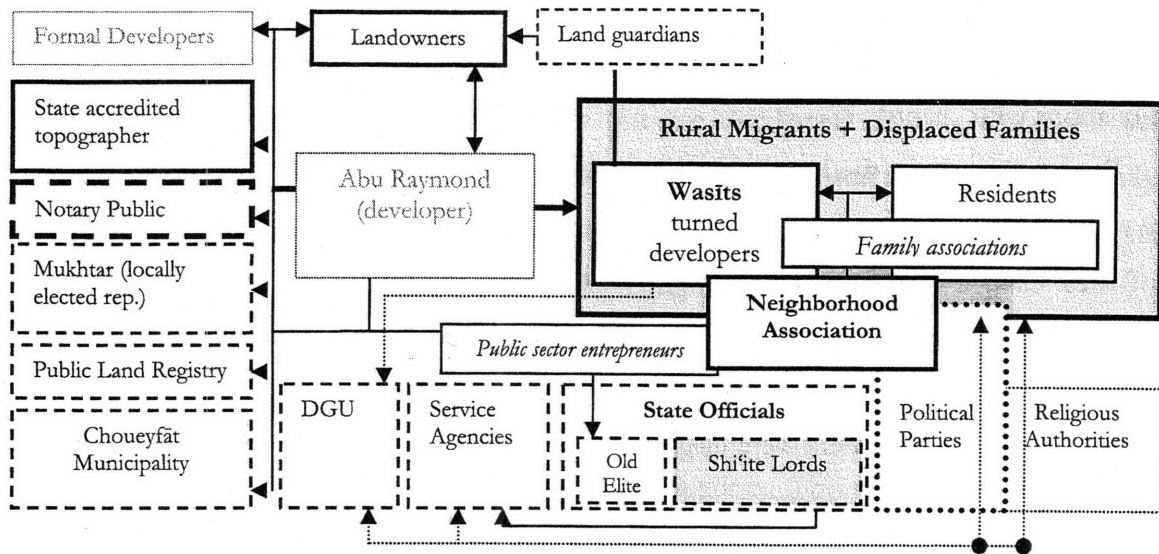 Formal Developers
Landowners
Land guardians
State accredited
topographer
Notary Public
Mukhtar (locally
elected rep.)
Public Land Registry
Choueyfāt
Municipality
Abu Raymond
(developer)
Rural Migrants + Displaced Families
Wasīts
turned
developers
Residents
Family associations
Neighborhood
Association
Public sector entrepreneurs
DGU
Service
Agencies
State Officials
Old
Elite
Shi‘ite Lords
Political
Parties
Religious
Authorities